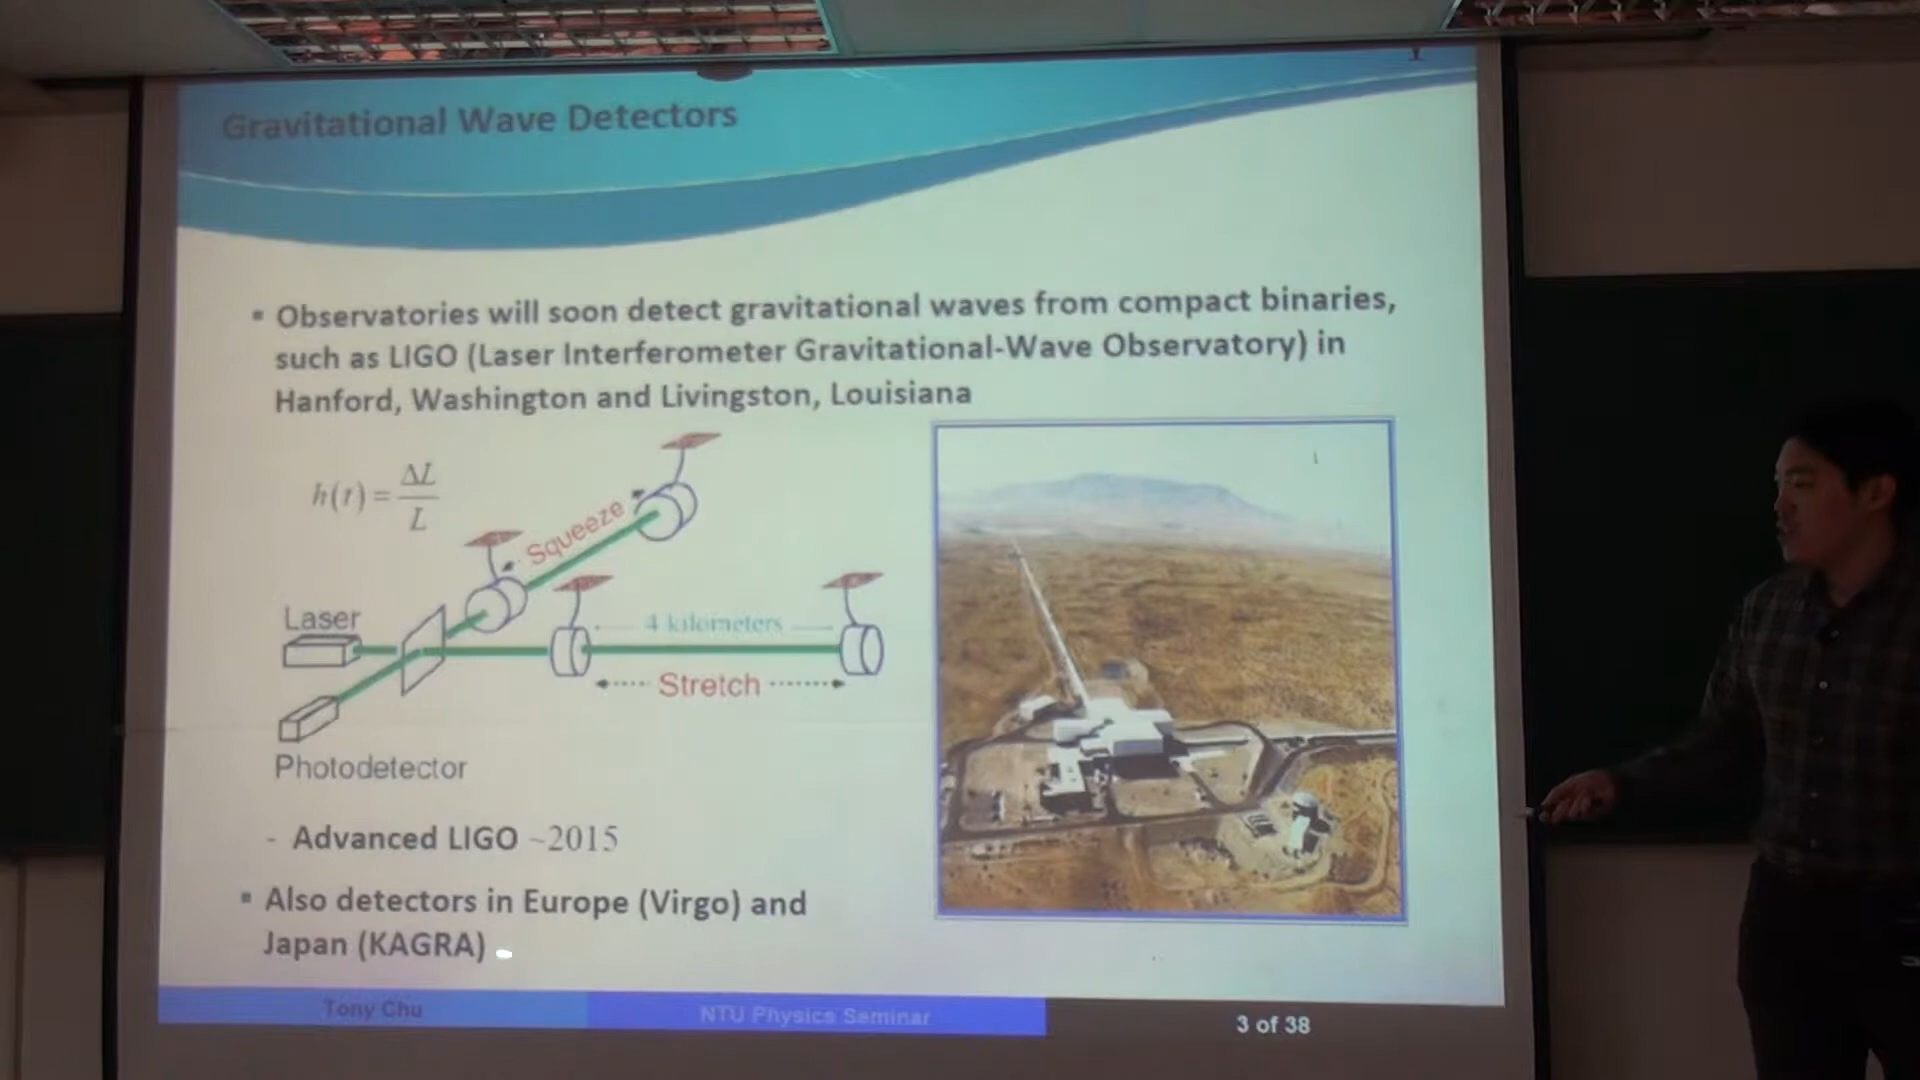 Gravitational Wave Detectors
▪ Observatories will soon detect gravitational waves from compact binaries,
such as LIGO (Laser Interferometer Gravitational-Wave Observatory) in
Hanford, Washington and Livingston, Louisiana
h(t) = ΔL/L
Squeeze
Laser
4 kilometers
Stretch
Photodetector
- Advanced LIGO ~2015
▪ Also detectors in Europe (Virgo) and
Japan (KAGRA)
Tony Chu
NTU Physics Seminar
3 of 38